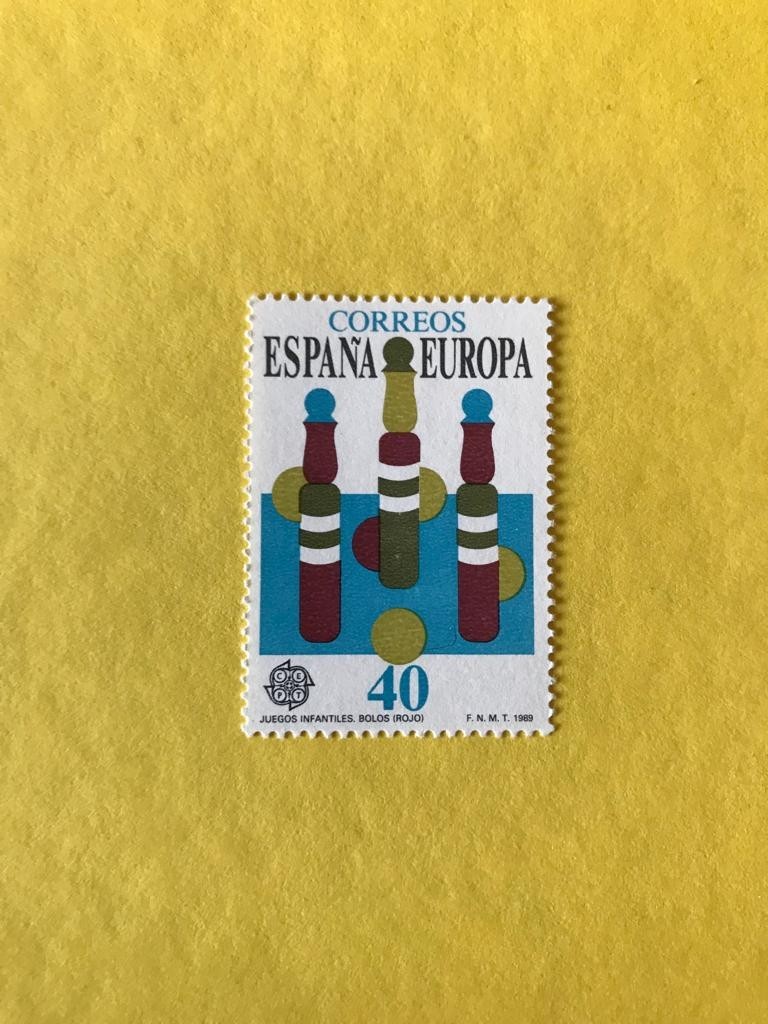 CORREOS
ESPAÑA EUROPA
C E
P T
40
JUEGOS INFANTILES. BOLOS (ROJO) F. N. M. T. 1989